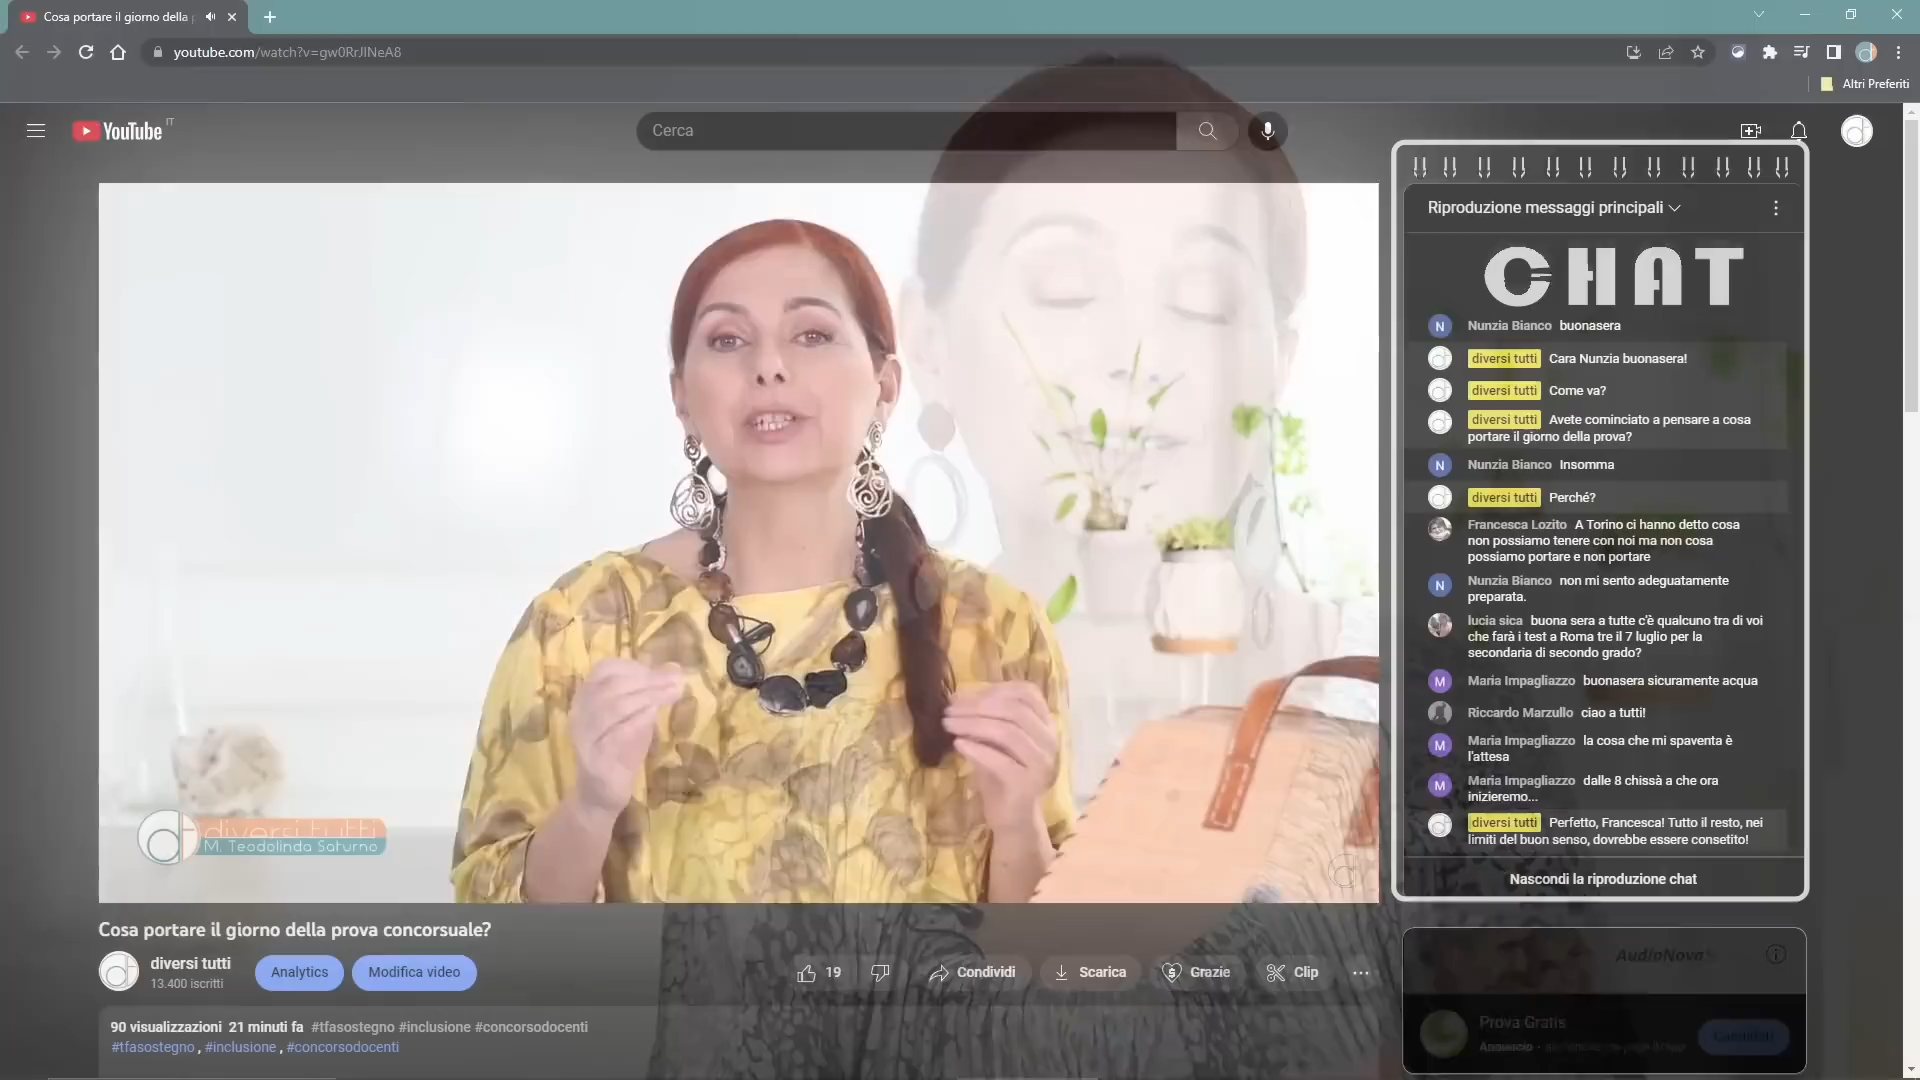 Cosa portare il giorno della
youtube.com/watch?v=gw0RrJlNeA8
Altri Preferiti
YouTube IT
Cerca
Riproduzione messaggi principali
CHAT
Nunzia Bianco buonasera
diversi tutti Cara Nunzia buonasera!
diversi tutti Come va?
diversi tutti Avete cominciato a pensare a cosa
portare il giorno della prova?
Nunzia Bianco Insomma
diversi tutti Perché?
Francesca Lozito A Torino ci hanno detto cosa
non possiamo tenere con noi ma non cosa
possiamo portare e non portare
Nunzia Bianco non mi sento adeguatamente
preparata.
lucia sica buona sera a tutte c'è qualcuno tra di voi
che farà i test a Roma tre il 7 luglio per la
secondaria di secondo grado?
Maria Impagliazzo buonasera sicuramente acqua
Riccardo Marzullo ciao a tutti!
Maria Impagliazzo la cosa che mi spaventa è
l'attesa
Maria Impagliazzo dalle 8 chissà a che ora
inizieremo...
diversi tutti Perfetto, Francesca! Tutto il resto, nei
limiti del buon senso, dovrebbe essere consetito!
Nascondi la riproduzione chat
diversi tutti
M. Teodolinda Saturno
Cosa portare il giorno della prova concorsuale?
diversi tutti
13.400 iscritti
Analytics
Modifica video
19
Condividi
Scarica
Grazie
Clip
90 visualizzazioni 21 minuti fa #tfasostegno #inclusione #concorsodocenti
#tfasostegno , #inclusione , #concorsodocenti
AudioNova
Prova Gratis
Annuncio